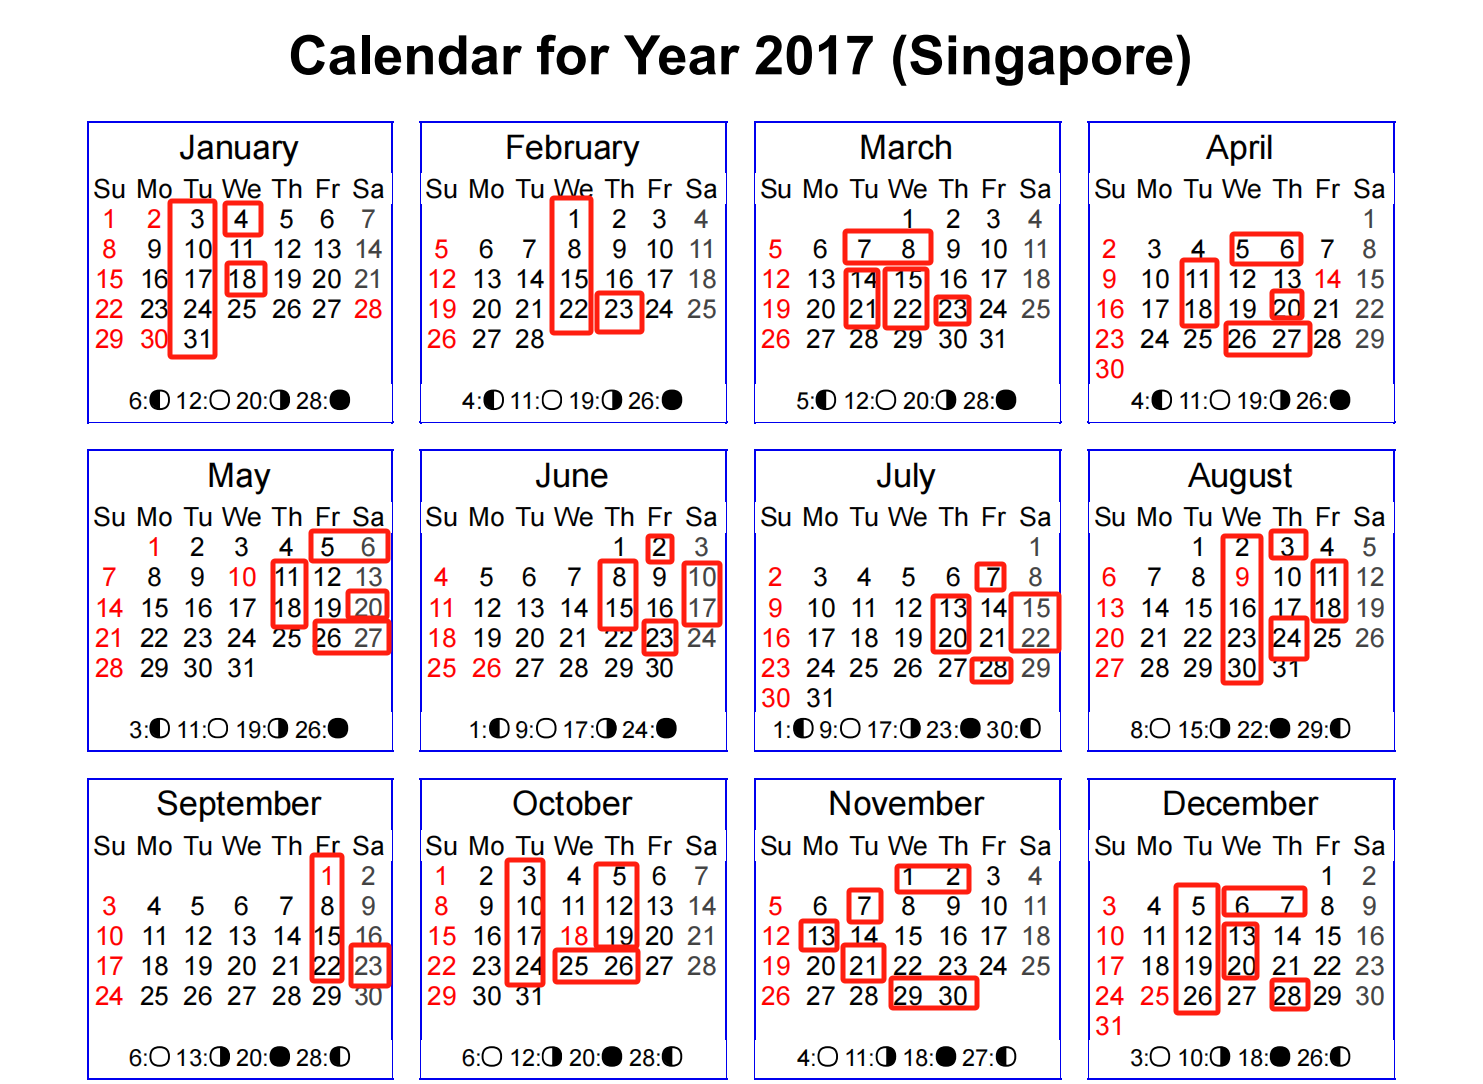 Calendar for Year 2017 (Singapore)
January
Su Mo Tu We Th Fr Sa
1 2 3 4 5 6 7
8 9 10 11 12 13 14
15 16 17 18 19 20 21
22 23 24 25 26 27 28
29 30 31
6: 12: 20: 28:
February
Su Mo Tu We Th Fr Sa
1 2 3 4
5 6 7 8 9 10 11
12 13 14 15 16 17 18
19 20 21 22 23 24 25
26 27 28
4: 11: 19: 26:
March
Su Mo Tu We Th Fr Sa
1 2 3 4
5 6 7 8 9 10 11
12 13 14 15 16 17 18
19 20 21 22 23 24 25
26 27 28 29 30 31
5: 12: 20: 28:
April
Su Mo Tu We Th Fr Sa
1
2 3 4 5 6 7 8
9 10 11 12 13 14 15
16 17 18 19 20 21 22
23 24 25 26 27 28 29
30
4: 11: 19: 26:
May
Su Mo Tu We Th Fr Sa
1 2 3 4 5 6
7 8 9 10 11 12 13
14 15 16 17 18 19 20
21 22 23 24 25 26 27
28 29 30 31
3: 11: 19: 26:
June
Su Mo Tu We Th Fr Sa
1 2 3
4 5 6 7 8 9 10
11 12 13 14 15 16 17
18 19 20 21 22 23 24
25 26 27 28 29 30
1: 9: 17: 24:
July
Su Mo Tu We Th Fr Sa
1
2 3 4 5 6 7 8
9 10 11 12 13 14 15
16 17 18 19 20 21 22
23 24 25 26 27 28 29
30 31
1: 9: 17: 23: 30:
August
Su Mo Tu We Th Fr Sa
1 2 3 4 5
6 7 8 9 10 11 12
13 14 15 16 17 18 19
20 21 22 23 24 25 26
27 28 29 30 31
8: 15: 22: 29:
September
Su Mo Tu We Th Fr Sa
1 2
3 4 5 6 7 8 9
10 11 12 13 14 15 16
17 18 19 20 21 22 23
24 25 26 27 28 29 30
6: 13: 20: 28:
October
Su Mo Tu We Th Fr Sa
1 2 3 4 5 6 7
8 9 10 11 12 13 14
15 16 17 18 19 20 21
22 23 24 25 26 27 28
29 30 31
6: 12: 20: 28:
November
Su Mo Tu We Th Fr Sa
1 2 3 4
5 6 7 8 9 10 11
12 13 14 15 16 17 18
19 20 21 22 23 24 25
26 27 28 29 30
4: 11: 18: 27:
December
Su Mo Tu We Th Fr Sa
1 2
3 4 5 6 7 8 9
10 11 12 13 14 15 16
17 18 19 20 21 22 23
24 25 26 27 28 29 30
31
3: 10: 18: 26: